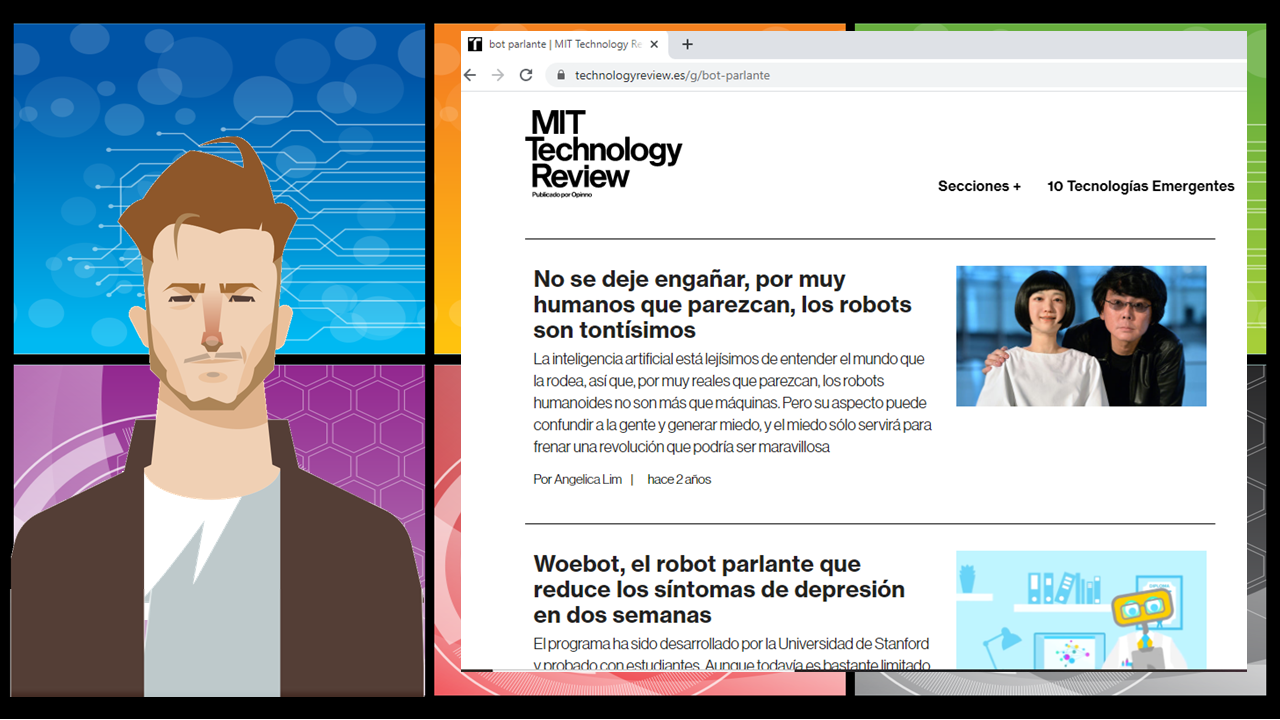 bot parlante | MIT Technology Re
technologyreview.es/g/bot-parlante
MIT
Technology
Review
Publicado por Opinno
Secciones +
10 Tecnologías Emergentes
No se deje engañar, por muy
humanos que parezcan, los robots
son tontísimos
La inteligencia artificial está lejísimos de entender el mundo que
la rodea, así que, por muy reales que parezcan, los robots
humanoides no son más que máquinas. Pero su aspecto puede
confundir a la gente y generar miedo, y el miedo sólo servirá para
frenar una revolución que podría ser maravillosa
Por Angelica Lim | hace 2 años
Woebot, el robot parlante que
reduce los síntomas de depresión
en dos semanas
El programa ha sido desarrollado por la Universidad de Stanford
y probado con estudiantes. Aunque todavía es bastante limitado